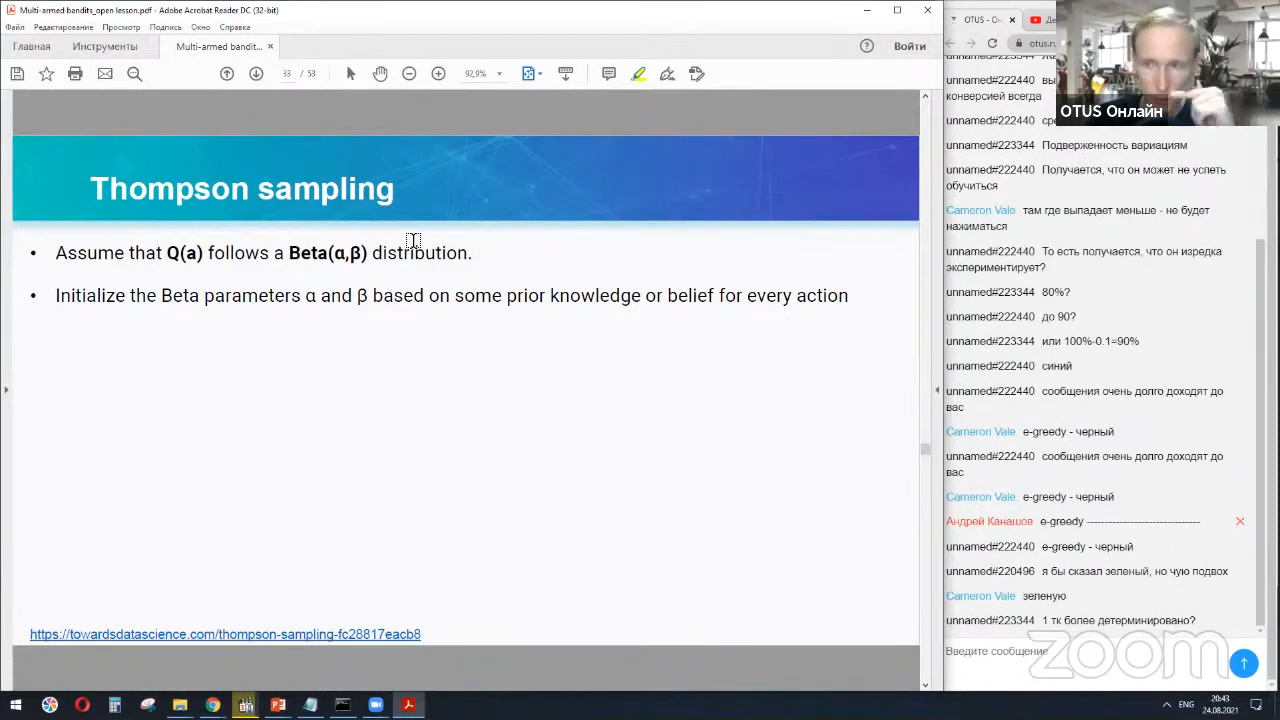 Multi-armed bandits_open lesson.pdf - Adobe Acrobat Reader DC (32-bit)
Файл Редактирование Просмотр Подпись Окно Справка
Главная Инструменты Multi-armed bandit... × Войти
33 / 53 92,9%
Thompson sampling
• Assume that Q(a) follows a Beta(α,β) distribution.
• Initialize the Beta parameters α and β based on some prior knowledge or belief for every action
https://towardsdatascience.com/thompson-sampling-fc28817eacb8
OTUS - О
otus.ru
OTUS Онлайн
unnamed#222440 вы
конверсией всегда
unnamed#222440 сре
unnamed#223344 Подверженность вариациям
unnamed#222440 Получается, что он может не успеть
обучиться
Cameron Vale там где выпадает меньше - не будет
нажиматься
unnamed#222440 То есть получается, что он изредка
экспериментирует?
unnamed#223344 80%?
unnamed#222440 до 90?
unnamed#223344 или 100%-0.1=90%
unnamed#222440 синий
unnamed#222440 сообщения очень долго доходят до
вас
Cameron Vale e-greedy - черный
unnamed#222440 сообщения очень долго доходят до
вас
Cameron Vale e-greedy - черный
Андрей Канашов e-greedy -------------------------------
unnamed#222440 e-greedy - черный
unnamed#220496 я бы сказал зеленый, но чую подвох
Cameron Vale зеленую
unnamed#223344 1 тк более детерминировано?
Введите сообщение
zoom
ENG
20:43
24.08.2021